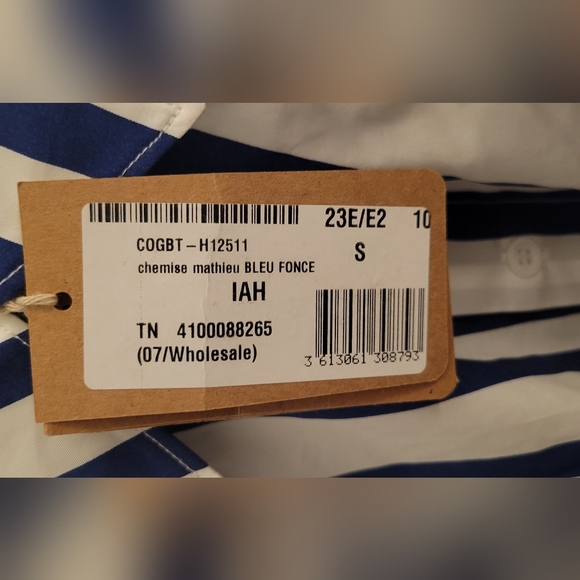 23E/E2 10
COGBT-H12511
S
chemise mathieu BLEU FONCE
IAH
TN 4100088265
(07/Wholesale)
3 613061 308793